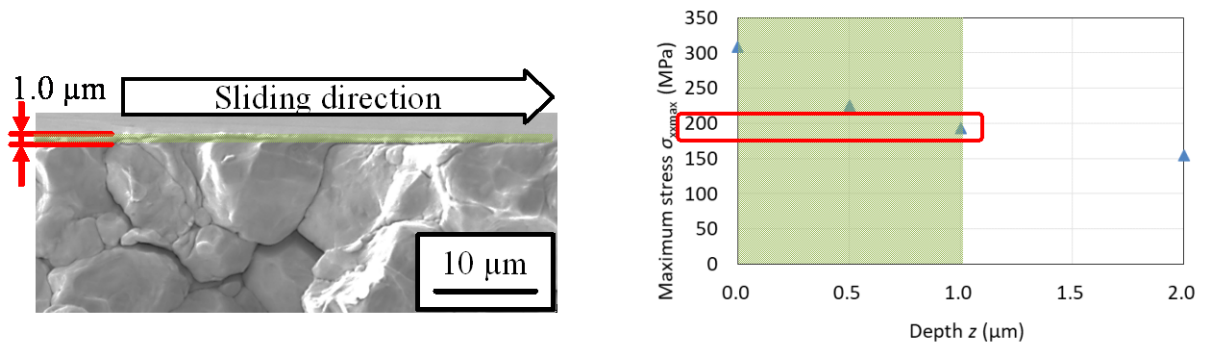 1.0 µm
Sliding direction
10 µm
Maximum stress σxxmax (MPa)
350
300
250
200
150
100
50
0
0.0 0.5 1.0 1.5 2.0
Depth z (µm)